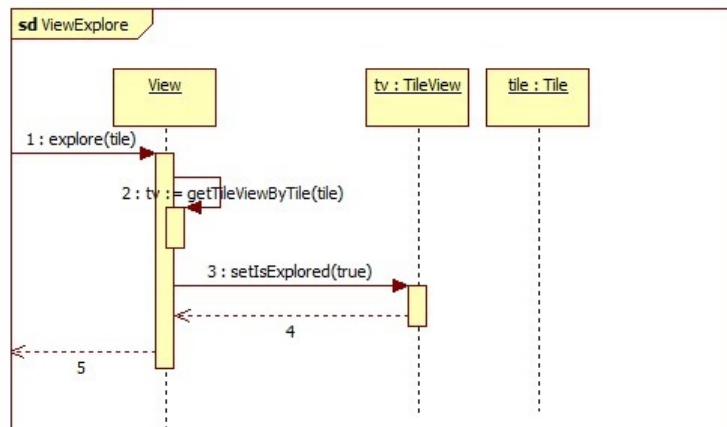 sd ViewExplore
View
tv : TileView
tile : Tile
1 : explore(tile)
2 : tv := getTileViewByTile(tile)
3 : setIsExplored(true)
4
5